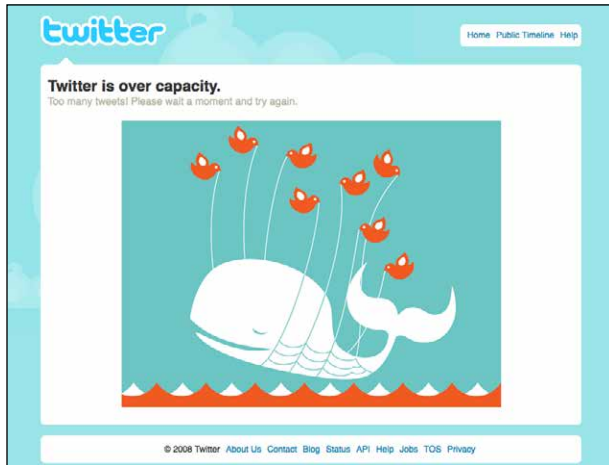 twitter
Home Public Timeline Help
Twitter is over capacity.
Too many tweets! Please wait a moment and try again.
© 2008 Twitter About Us Contact Blog Status API Help Jobs TOS Privacy